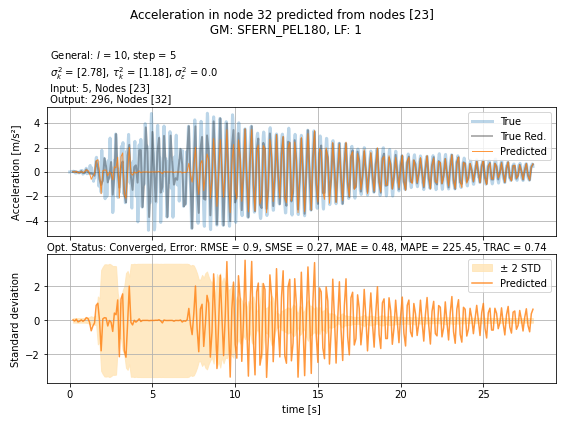 Acceleration in node 32 predicted from nodes [23]
GM: SFERN_PEL180, LF: 1
General: l = 10, step = 5
σ²ₖ = [2.78], τ²ₖ = [1.18], σ²ε = 0.0
Input: 5, Nodes [23]
Output: 296, Nodes [32]
Acceleration [m/s²]
4
2
0
−2
−4
True
True Red.
Predicted
Opt. Status: Converged, Error: RMSE = 0.9, SMSE = 0.27, MAE = 0.48, MAPE = 225.45, TRAC = 0.74
Standard deviation
2
0
−2
± 2 STD
Predicted
0 5 10 15 20 25
time [s]